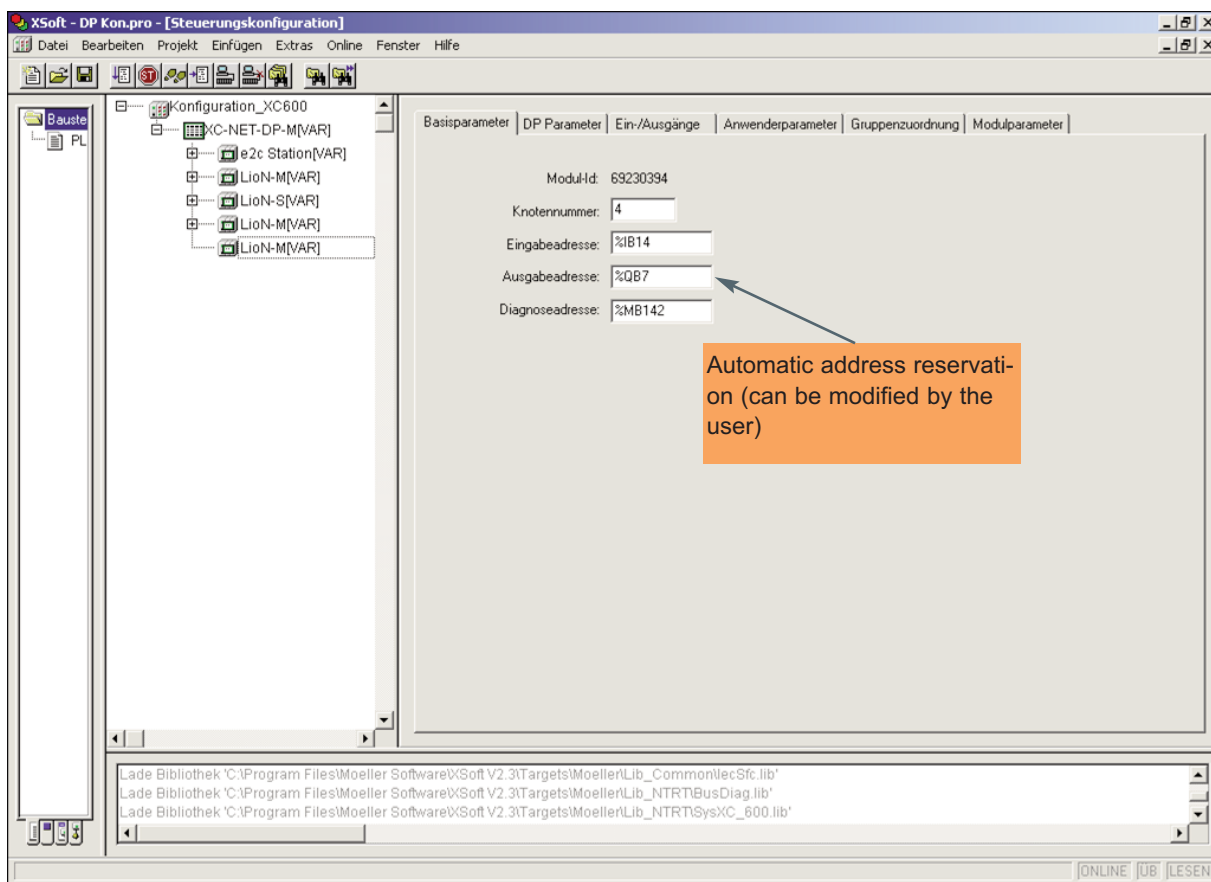 XSoft - DP Kon.pro - [Steuerungskonfiguration]
Datei Bearbeiten Projekt Einfügen Extras Online Fenster Hilfe
Bauste
PL
Konfiguration_XC600
XC-NET-DP-M[VAR]
e2c Station[VAR]
LioN-M[VAR]
LioN-S[VAR]
LioN-M[VAR]
LioN-M[VAR]
Basisparameter DP Parameter Ein-/Ausgänge Anwenderparameter Gruppenzuordnung Modulparameter
Modul-Id: 69230394
Knotennummer: 4
Eingabeadresse: %IB14
Ausgabeadresse: %QB7
Diagnoseadresse: %MB142
Automatic address reservati-
on (can be modified by the
user)
Lade Bibliothek 'C:\Program Files\Moeller Software\XSoft V2.3\Targets\Moeller\Lib_Common\IecSfc.lib'
Lade Bibliothek 'C:\Program Files\Moeller Software\XSoft V2.3\Targets\Moeller\Lib_NTRT\BusDiag.lib'
Lade Bibliothek 'C:\Program Files\Moeller Software\XSoft V2.3\Targets\Moeller\Lib_NTRT\SysXC_600.lib'
ONLINE ÜB LESEN